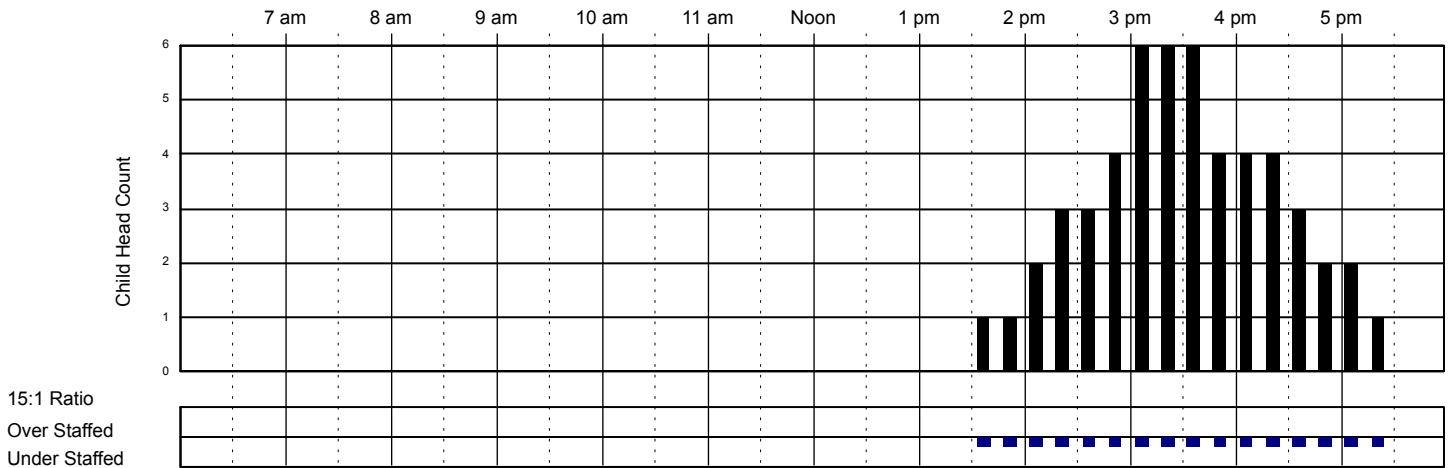 7 am 8 am 9 am 10 am 11 am Noon 1 pm 2 pm 3 pm 4 pm 5 pm
6
5
4
3
2
1
0
Child Head Count
15:1 Ratio
Over Staffed
Under Staffed